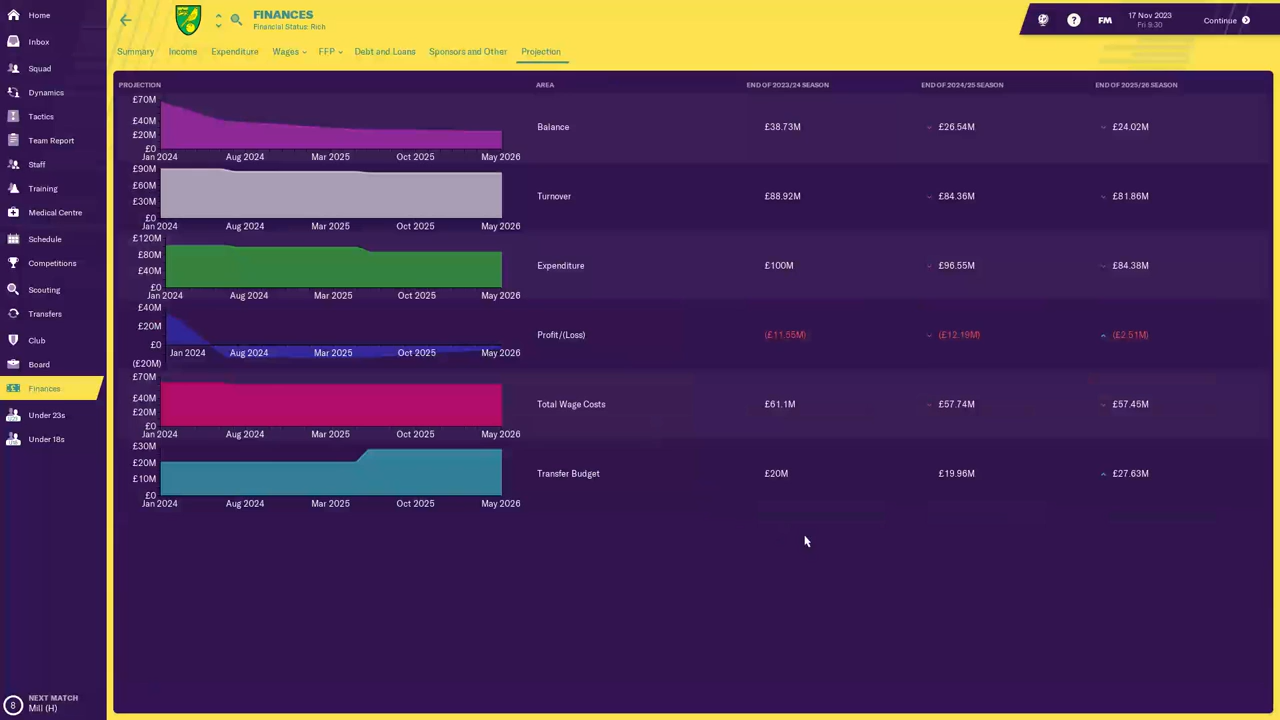 Home
Inbox
Squad
Dynamics
Tactics
Team Report
Staff
Training
Medical Centre
Schedule
Competitions
Scouting
Transfers
Club
Board
Finances
Under 23s
Under 18s
8
NEXT MATCH
Mill (H)
FINANCES
Financial Status: Rich
FM
17 Nov 2023
Fri 9:30
Continue
Summary Income Expenditure Wages FFP Debt and Loans Sponsors and Other Projection
PROJECTION AREA END OF 2023/24 SEASON END OF 2024/25 SEASON END OF 2025/26 SEASON
£70M
£40M
£20M
£0
Jan 2024 Aug 2024 Mar 2025 Oct 2025 May 2026
Balance £38.73M £26.54M £24.02M
£90M
£60M
£30M
£0
Jan 2024 Aug 2024 Mar 2025 Oct 2025 May 2026
Turnover £88.92M £84.36M £81.86M
£120M
£80M
£40M
£0
Jan 2024 Aug 2024 Mar 2025 Oct 2025 May 2026
Expenditure £100M £96.55M £84.38M
£40M
£20M
£0
(£20M)
Jan 2024 Aug 2024 Mar 2025 Oct 2025 May 2026
Profit/(Loss) (£11.55M) (£12.19M) (£2.51M)
£70M
£40M
£20M
£0
Jan 2024 Aug 2024 Mar 2025 Oct 2025 May 2026
Total Wage Costs £61.1M £57.74M £57.45M
£30M
£20M
£10M
£0
Jan 2024 Aug 2024 Mar 2025 Oct 2025 May 2026
Transfer Budget £20M £19.96M £27.63M